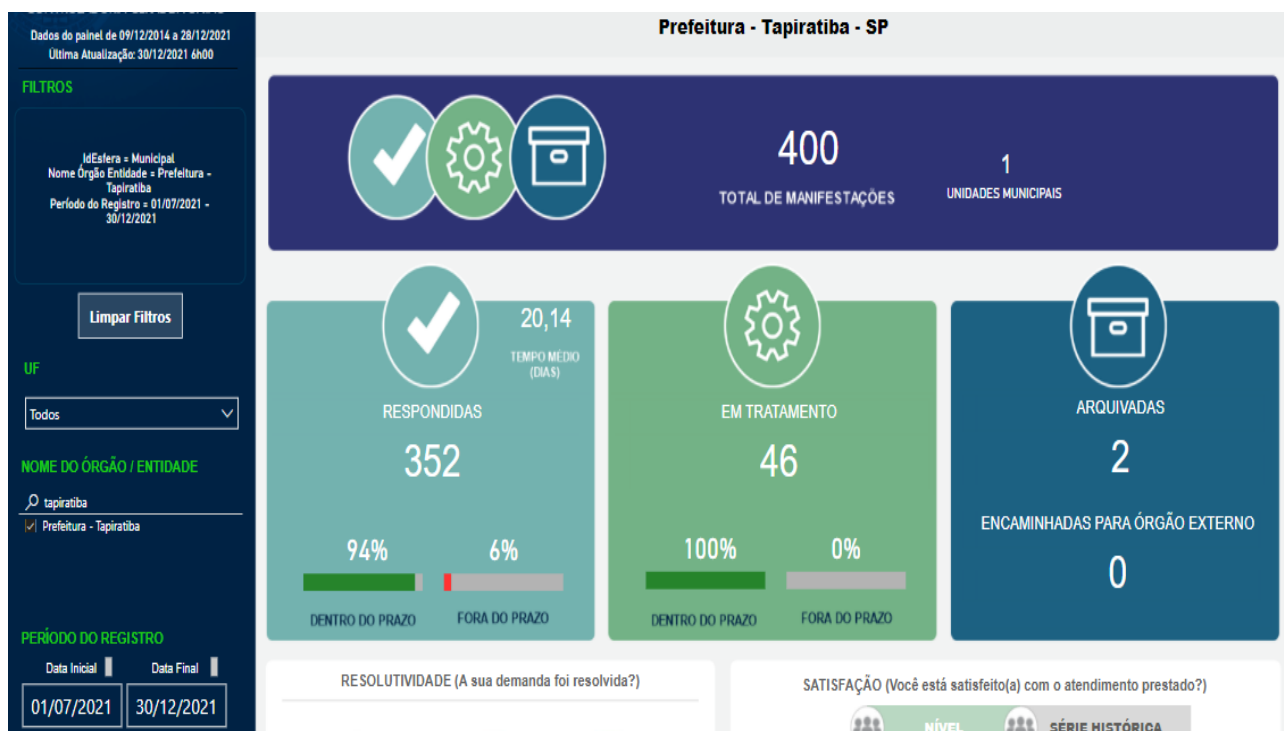 Dados do painel de 09/12/2014 a 28/12/2021
Última Atualização: 30/12/2021 6h00
FILTROS
IdEsfera = Municipal
Nome Órgão Entidade = Prefeitura -
Tapiratiba
Período do Registro = 01/07/2021 -
30/12/2021
Limpar Filtros
UF
Todos
NOME DO ÓRGÃO / ENTIDADE
tapiratiba
Prefeitura - Tapiratiba
PERÍODO DO REGISTRO
Data Inicial Data Final
01/07/2021 30/12/2021
Prefeitura - Tapiratiba - SP
400
TOTAL DE MANIFESTAÇÕES
1
UNIDADES MUNICIPAIS
20,14
TEMPO MÉDIO
(DIAS)
RESPONDIDAS
352
94% 6%
DENTRO DO PRAZO FORA DO PRAZO
EM TRATAMENTO
46
100% 0%
DENTRO DO PRAZO FORA DO PRAZO
ARQUIVADAS
2
ENCAMINHADAS PARA ÓRGÃO EXTERNO
0
RESOLUTIVIDADE (A sua demanda foi resolvida?)
SATISFAÇÃO (Você está satisfeito(a) com o atendimento prestado?)
NÍVEL SÉRIE HISTÓRICA